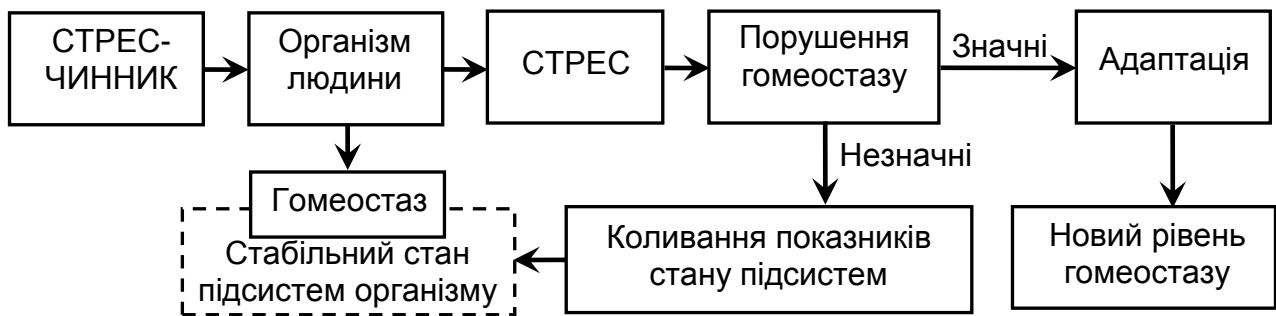 СТРЕС-
ЧИННИК
Організм
людини
СТРЕС
Порушення
гомеостазу
Значні
Адаптація
Незначні
Гомеостаз
Стабільний стан
підсистем організму
Коливання показників
стану підсистем
Новий рівень
гомеостазу